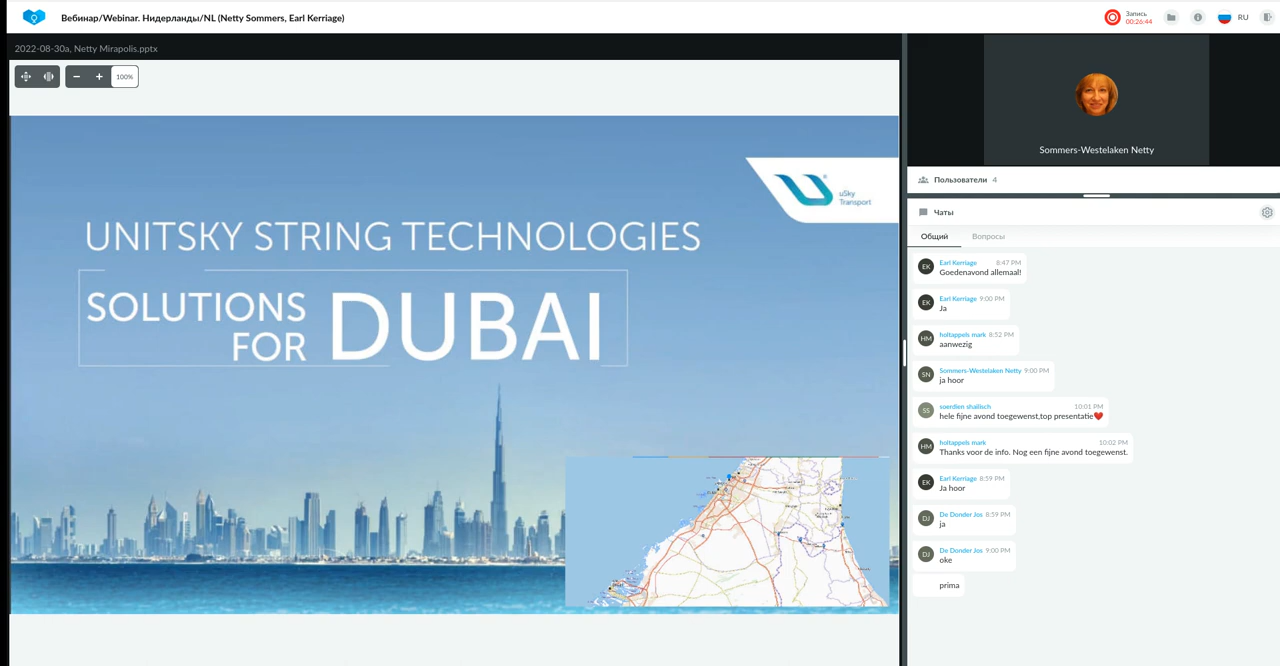 Вебинар/Webinar. Нидерланды/NL (Netty Sommers, Earl Kerriage)
Запись
00:26:44
RU
2022-08-30a, Netty Mirapolis.pptx
100%
uSky
Transport
UNITSKY STRING TECHNOLOGIES
SOLUTIONS
FOR DUBAI
Sommers-Westelaken Netty
Пользователи 4
Чаты
Общий Вопросы
EK Earl Kerriage 8:47 PM
Goedenavond allemaal!
EK Earl Kerriage 9:00 PM
Ja
HM holtappels mark 8:52 PM
aanwezig
SN Sommers-Westelaken Netty 9:00 PM
ja hoor
SS soerdien shailisch 10:01 PM
hele fijne avond toegewenst,top presentatie❤️
HM holtappels mark 10:02 PM
Thanks voor de info. Nog een fijne avond toegewenst.
EK Earl Kerriage 8:59 PM
Ja hoor
DJ De Donder Jos 8:59 PM
ja
DJ De Donder Jos 9:00 PM
oke
prima